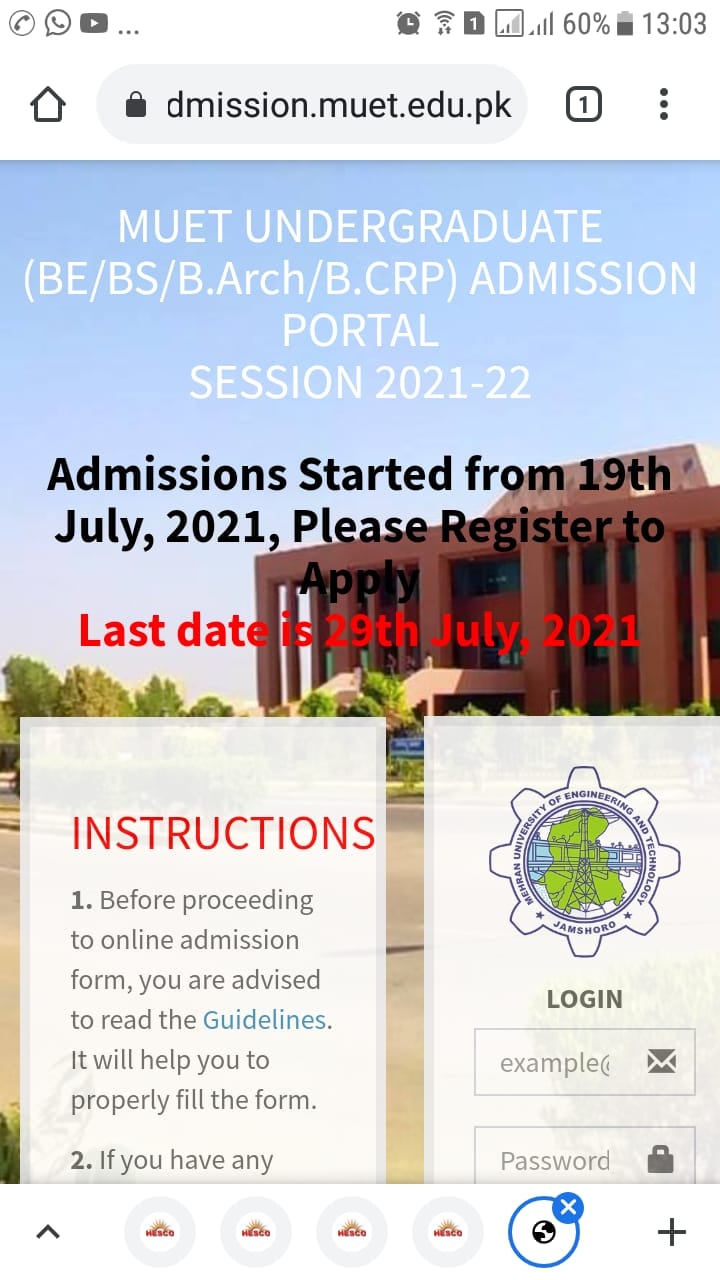 ...
1
60%
13:03
dmission.muet.edu.pk
1
MUET UNDERGRADUATE
(BE/BS/B.Arch/B.CRP) ADMISSION
PORTAL
SESSION 2021-22
Admissions Started from 19th
July, 2021, Please Register to
Apply
Last date is 29th July, 2021
INSTRUCTIONS
1. Before proceeding
to online admission
form, you are advised
to read the Guidelines.
It will help you to
properly fill the form.
2. If you have any
MEHRAN UNIVERSITY OF ENGINEERING AND TECHNOLOGY
JAMSHORO
LOGIN
example@
Password
HESCO
HESCO
HESCO
HESCO